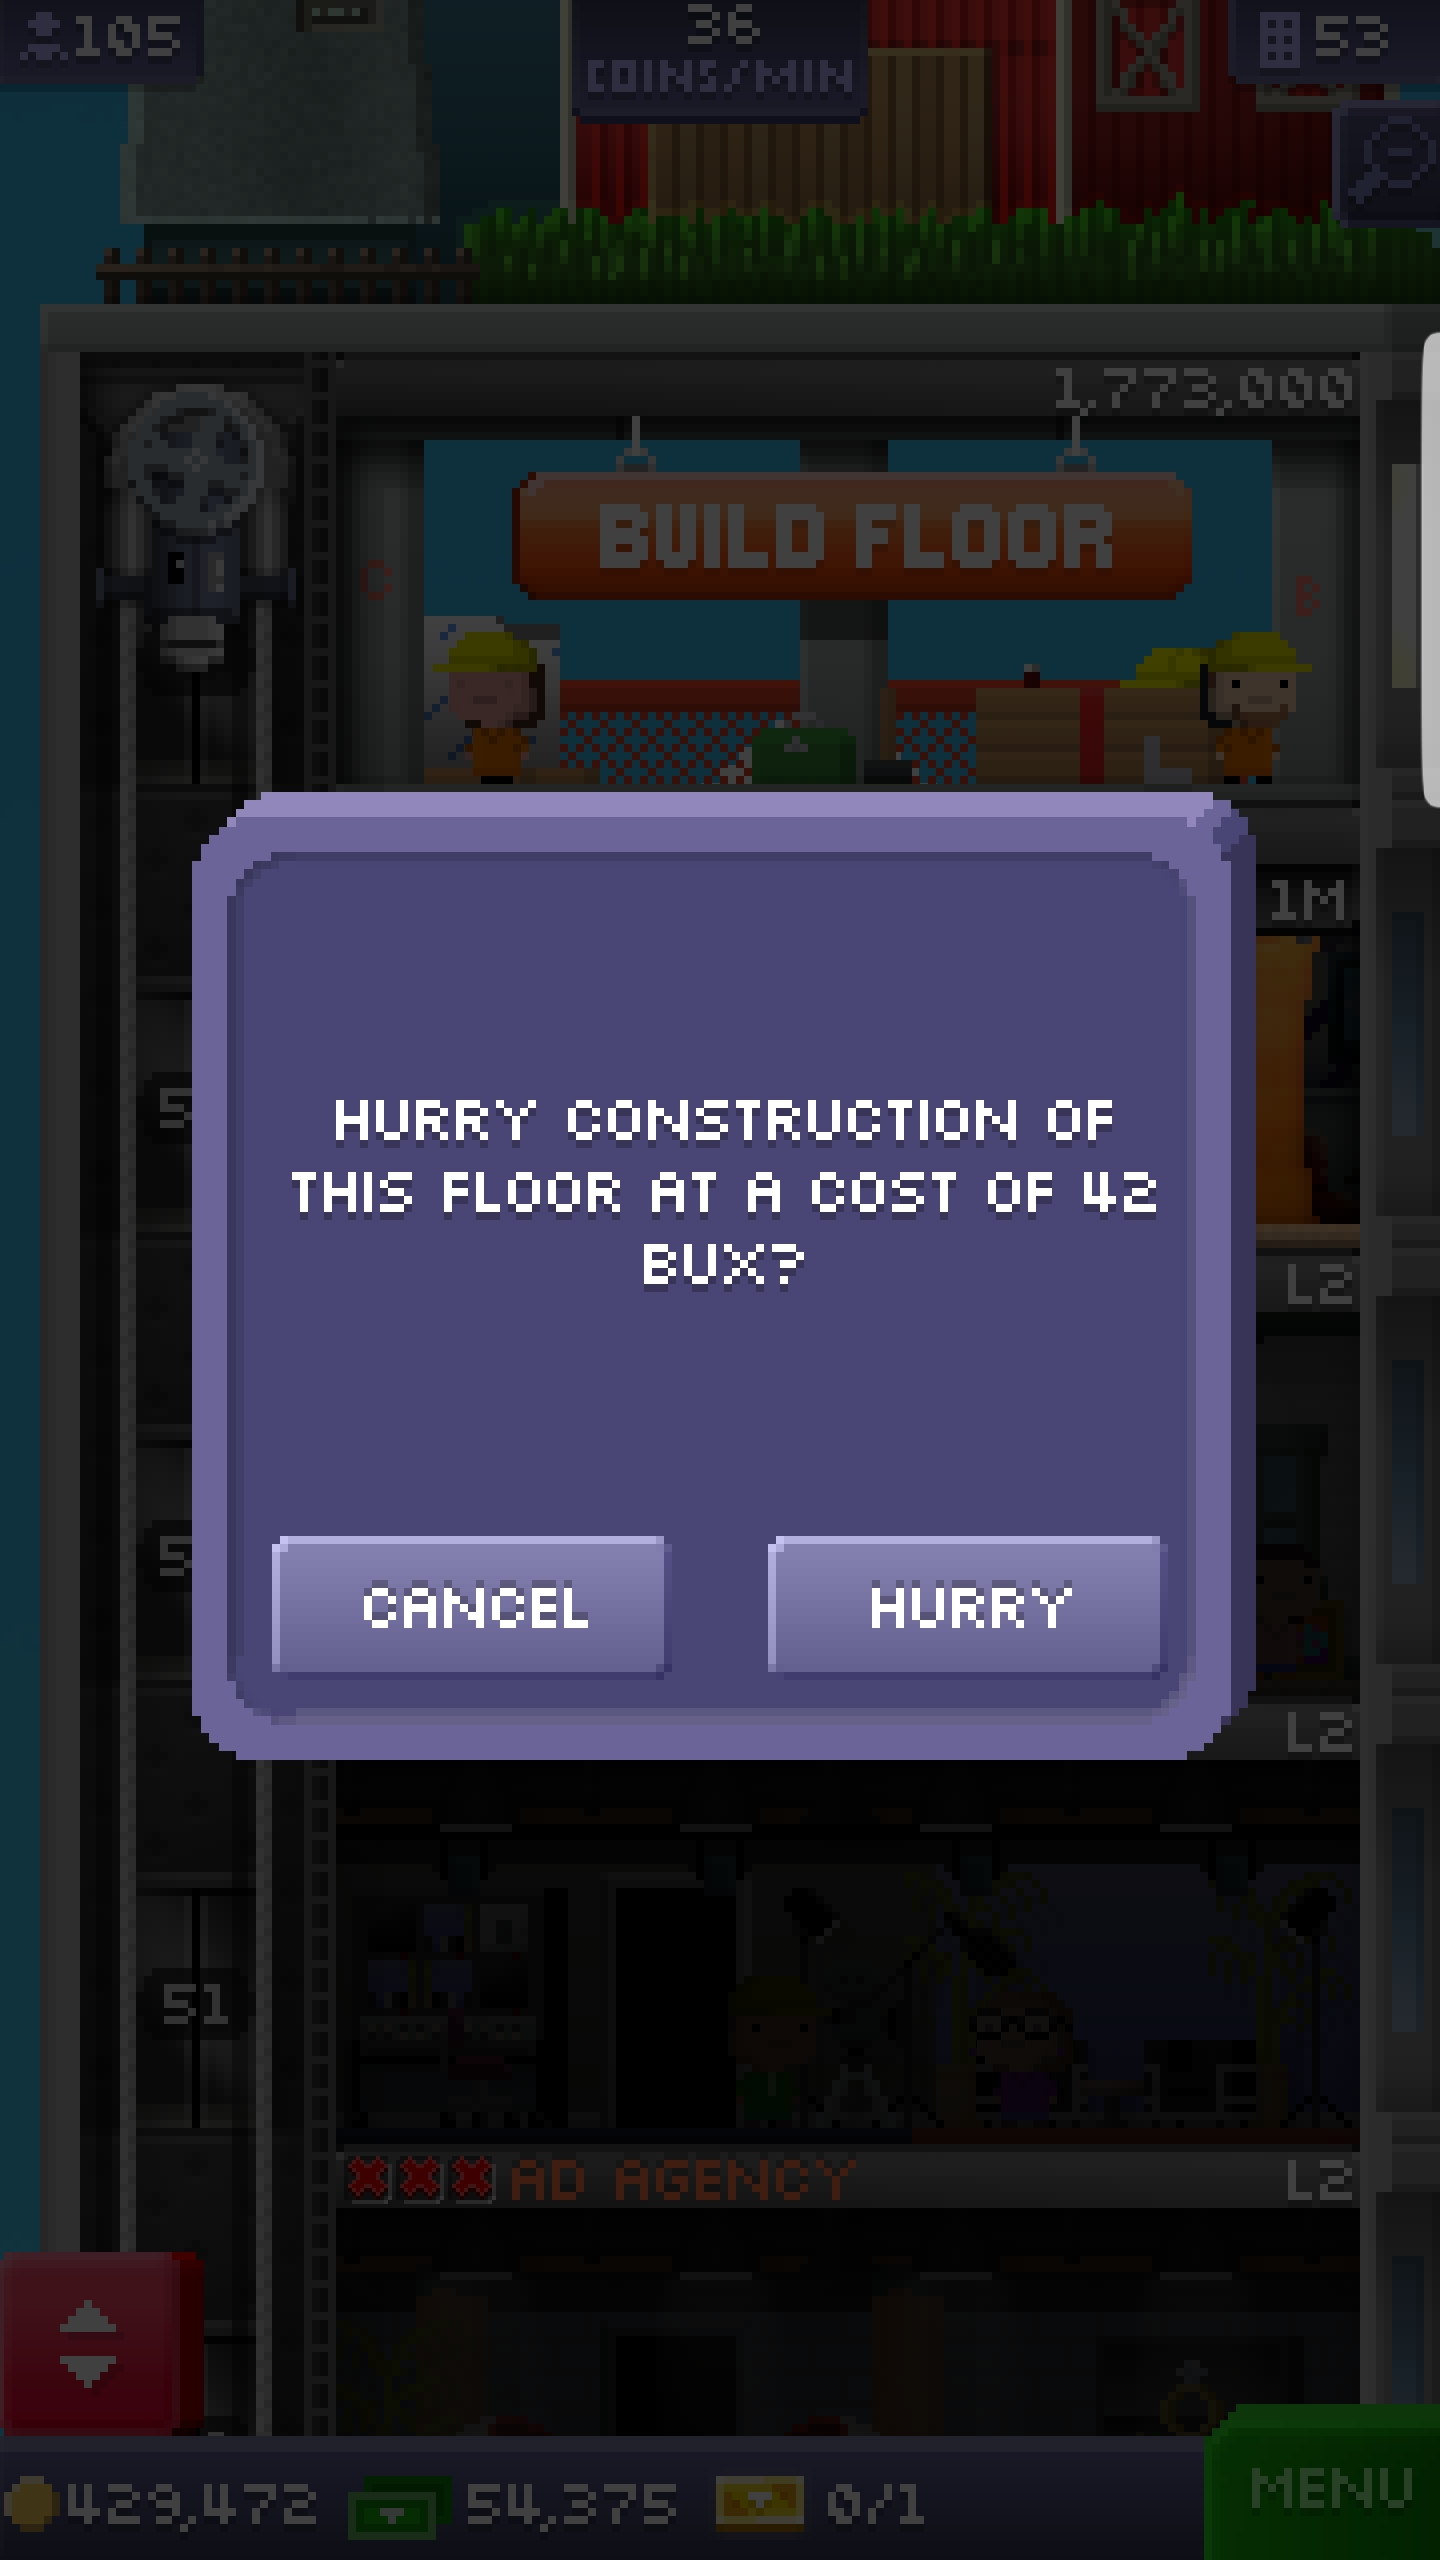 105
36
COINS/MIN
53
1,773,000
BUILD FLOOR
C
B
1M
HURRY CONSTRUCTION OF
THIS FLOOR AT A COST OF 42
BUX?
L2
CANCEL
HURRY
L2
51
AD AGENCY
L2
429,472
54,375
0/1
MENU